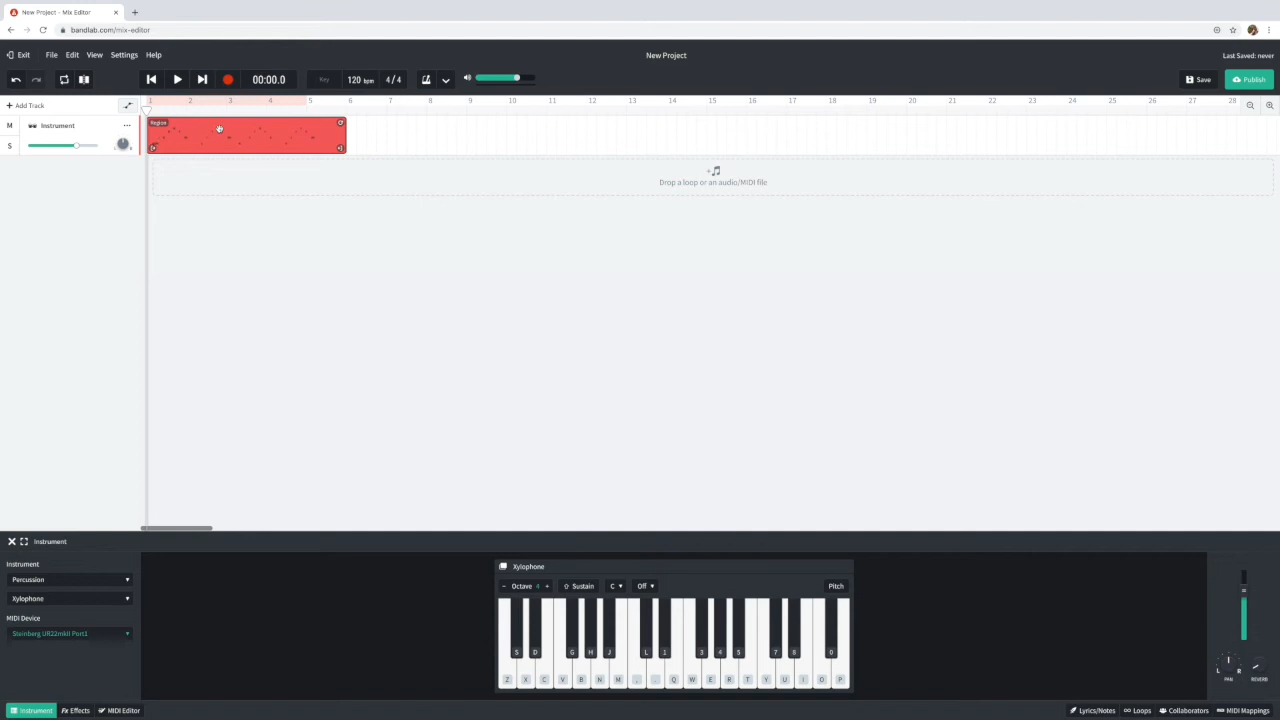 New Project - Mix Editor
bandlab.com/mix-editor
Exit File Edit View Settings Help
New Project
Last Saved: never
00:00.0
Key
120 bpm
4 / 4
Save
Publish
Add Track
1 2 3 4 5 6 7 8 9 10 11 12 13 14 15 16 17 18 19 20 21 22 23 24 25 26 27 28
M
Instrument
Region
S
L R
Drop a loop or an audio/MIDI file
Instrument
Instrument
Percussion
Xylophone
MIDI Device
Steinberg UR22mkII Port1
Xylophone
− Octave 4 +
Sustain
C
Off
Pitch
S D G H J L 1 3 4 5 7 8 0
Z X C V B N M , . Q W E R T Y U I O P
L R
PAN
REVERB
Instrument
Fx Effects
MIDI Editor
Lyrics/Notes
Loops
Collaborators
MIDI Mappings